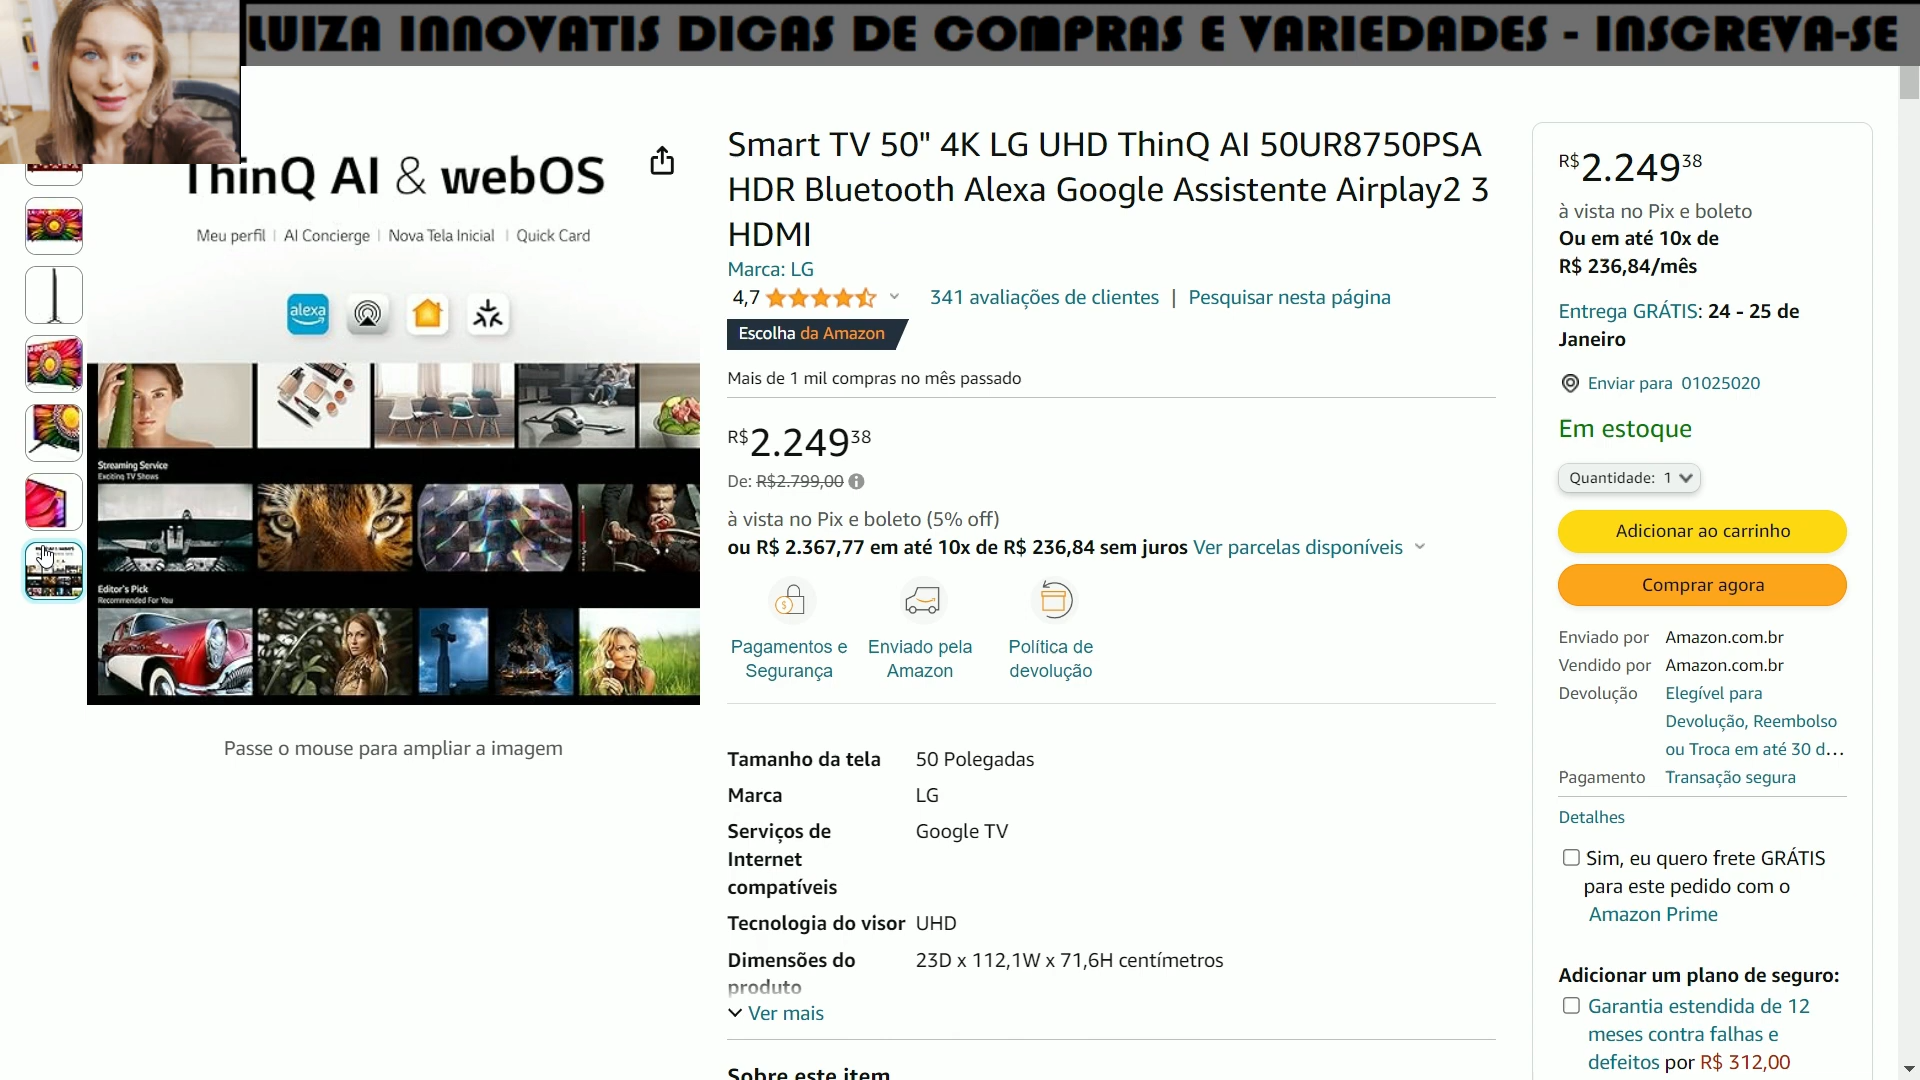 LUIZA INNOVATIS DICAS DE COMPRAS E VARIEDADES - INSCREVA-SE
ThinQ AI & webOS
Meu perfil | AI Concierge | Nova Tela Inicial | Quick Card
alexa
Streaming Service
Exciting TV Shows
Editor's Pick
Recommended For You
Passe o mouse para ampliar a imagem
Smart TV 50" 4K LG UHD ThinQ AI 50UR8750PSA
HDR Bluetooth Alexa Google Assistente Airplay2 3
HDMI
Marca: LG
4,7 341 avaliações de clientes | Pesquisar nesta página
Escolha da Amazon
Mais de 1 mil compras no mês passado
R$2.24938
De: R$2.799,00
à vista no Pix e boleto (5% off)
ou R$ 2.367,77 em até 10x de R$ 236,84 sem juros Ver parcelas disponíveis
Pagamentos e
Segurança
Enviado pela
Amazon
Política de
devolução
Tamanho da tela 50 Polegadas
Marca LG
Serviços de Google TV
Internet
compatíveis
Tecnologia do visor UHD
Dimensões do 23D x 112,1W x 71,6H centímetros
produto
Ver mais
Sobre este item
R$2.24938
à vista no Pix e boleto
Ou em até 10x de
R$ 236,84/mês
Entrega GRÁTIS: 24 - 25 de
Janeiro
Enviar para 01025020
Em estoque
Quantidade: 1
Adicionar ao carrinho
Comprar agora
Enviado por Amazon.com.br
Vendido por Amazon.com.br
Devolução Elegível para
Devolução, Reembolso
ou Troca em até 30 d...
Pagamento Transação segura
Detalhes
Sim, eu quero frete GRÁTIS
para este pedido com o
Amazon Prime
Adicionar um plano de seguro:
Garantia estendida de 12
meses contra falhas e
defeitos por R$ 312,00